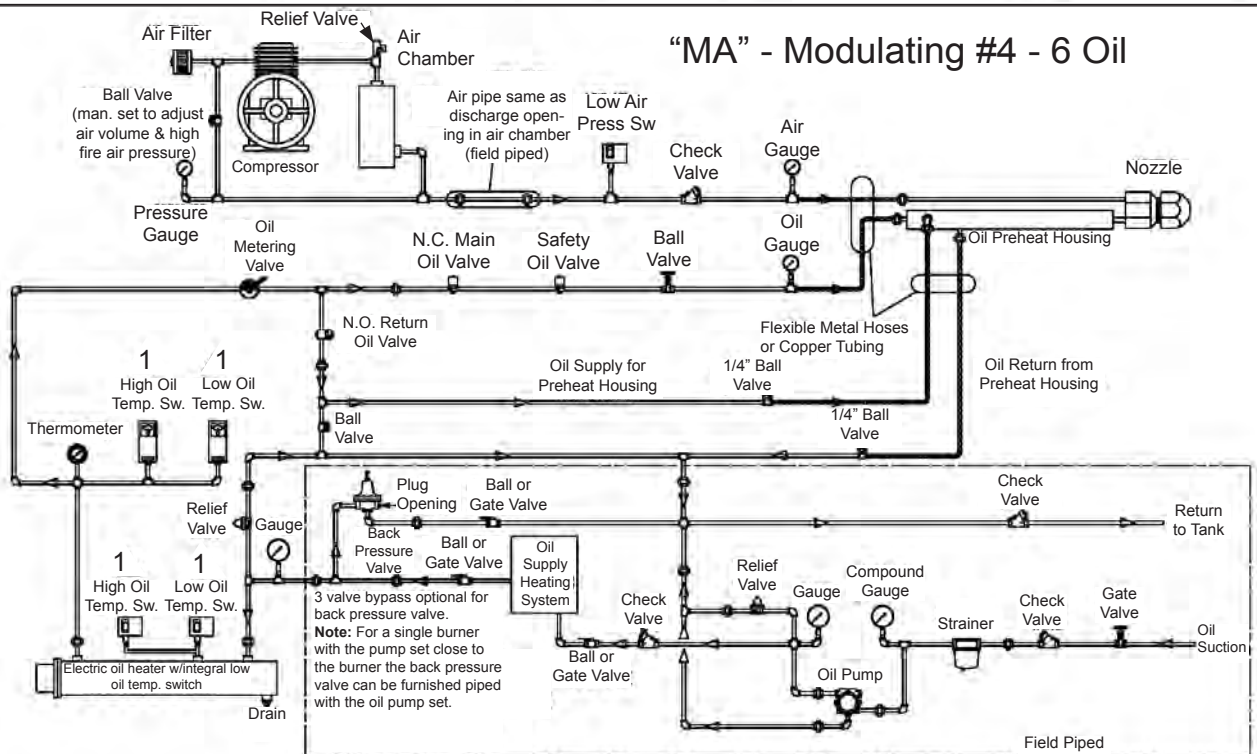 “MA” - Modulating #4 - 6 Oil
Relief Valve
Air Filter
Air
Chamber
Ball Valve
(man. set to adjust
air volume & high
fire air pressure)
Compressor
Air pipe same as
discharge open-
ing in air chamber
(field piped)
Low Air
Press Sw
Check
Valve
Air
Gauge
Nozzle
Pressure
Gauge
Oil
Metering
Valve
N.C. Main
Oil Valve
Safety
Oil Valve
Ball
Valve
Oil
Gauge
Oil Preheat Housing
N.O. Return
Oil Valve
Flexible Metal Hoses
or Copper Tubing
1
High Oil
Temp. Sw.
1
Low Oil
Temp. Sw.
Oil Supply for
Preheat Housing
1/4” Ball
Valve
Oil Return from
Preheat Housing
Thermometer
Ball
Valve
1/4” Ball
Valve
Relief
Valve
Gauge
Plug
Opening
Back
Pressure
Valve
Ball or
Gate Valve
Check
Valve
Return
to Tank
Ball or
Gate Valve
Oil
Supply
Heating
System
1
High Oil
Temp. Sw.
1
Low Oil
Temp. Sw.
3 valve bypass optional for
back pressure valve.
Note: For a single burner
with the pump set close to
the burner the back pressure
valve can be furnished piped
with the oil pump set.
Relief
Valve
Gauge
Compound
Gauge
Check
Valve
Strainer
Check
Valve
Gate
Valve
Oil
Suction
Ball or
Gate Valve
Oil Pump
Electric oil heater w/integral low
oil temp. switch
Drain
Field Piped